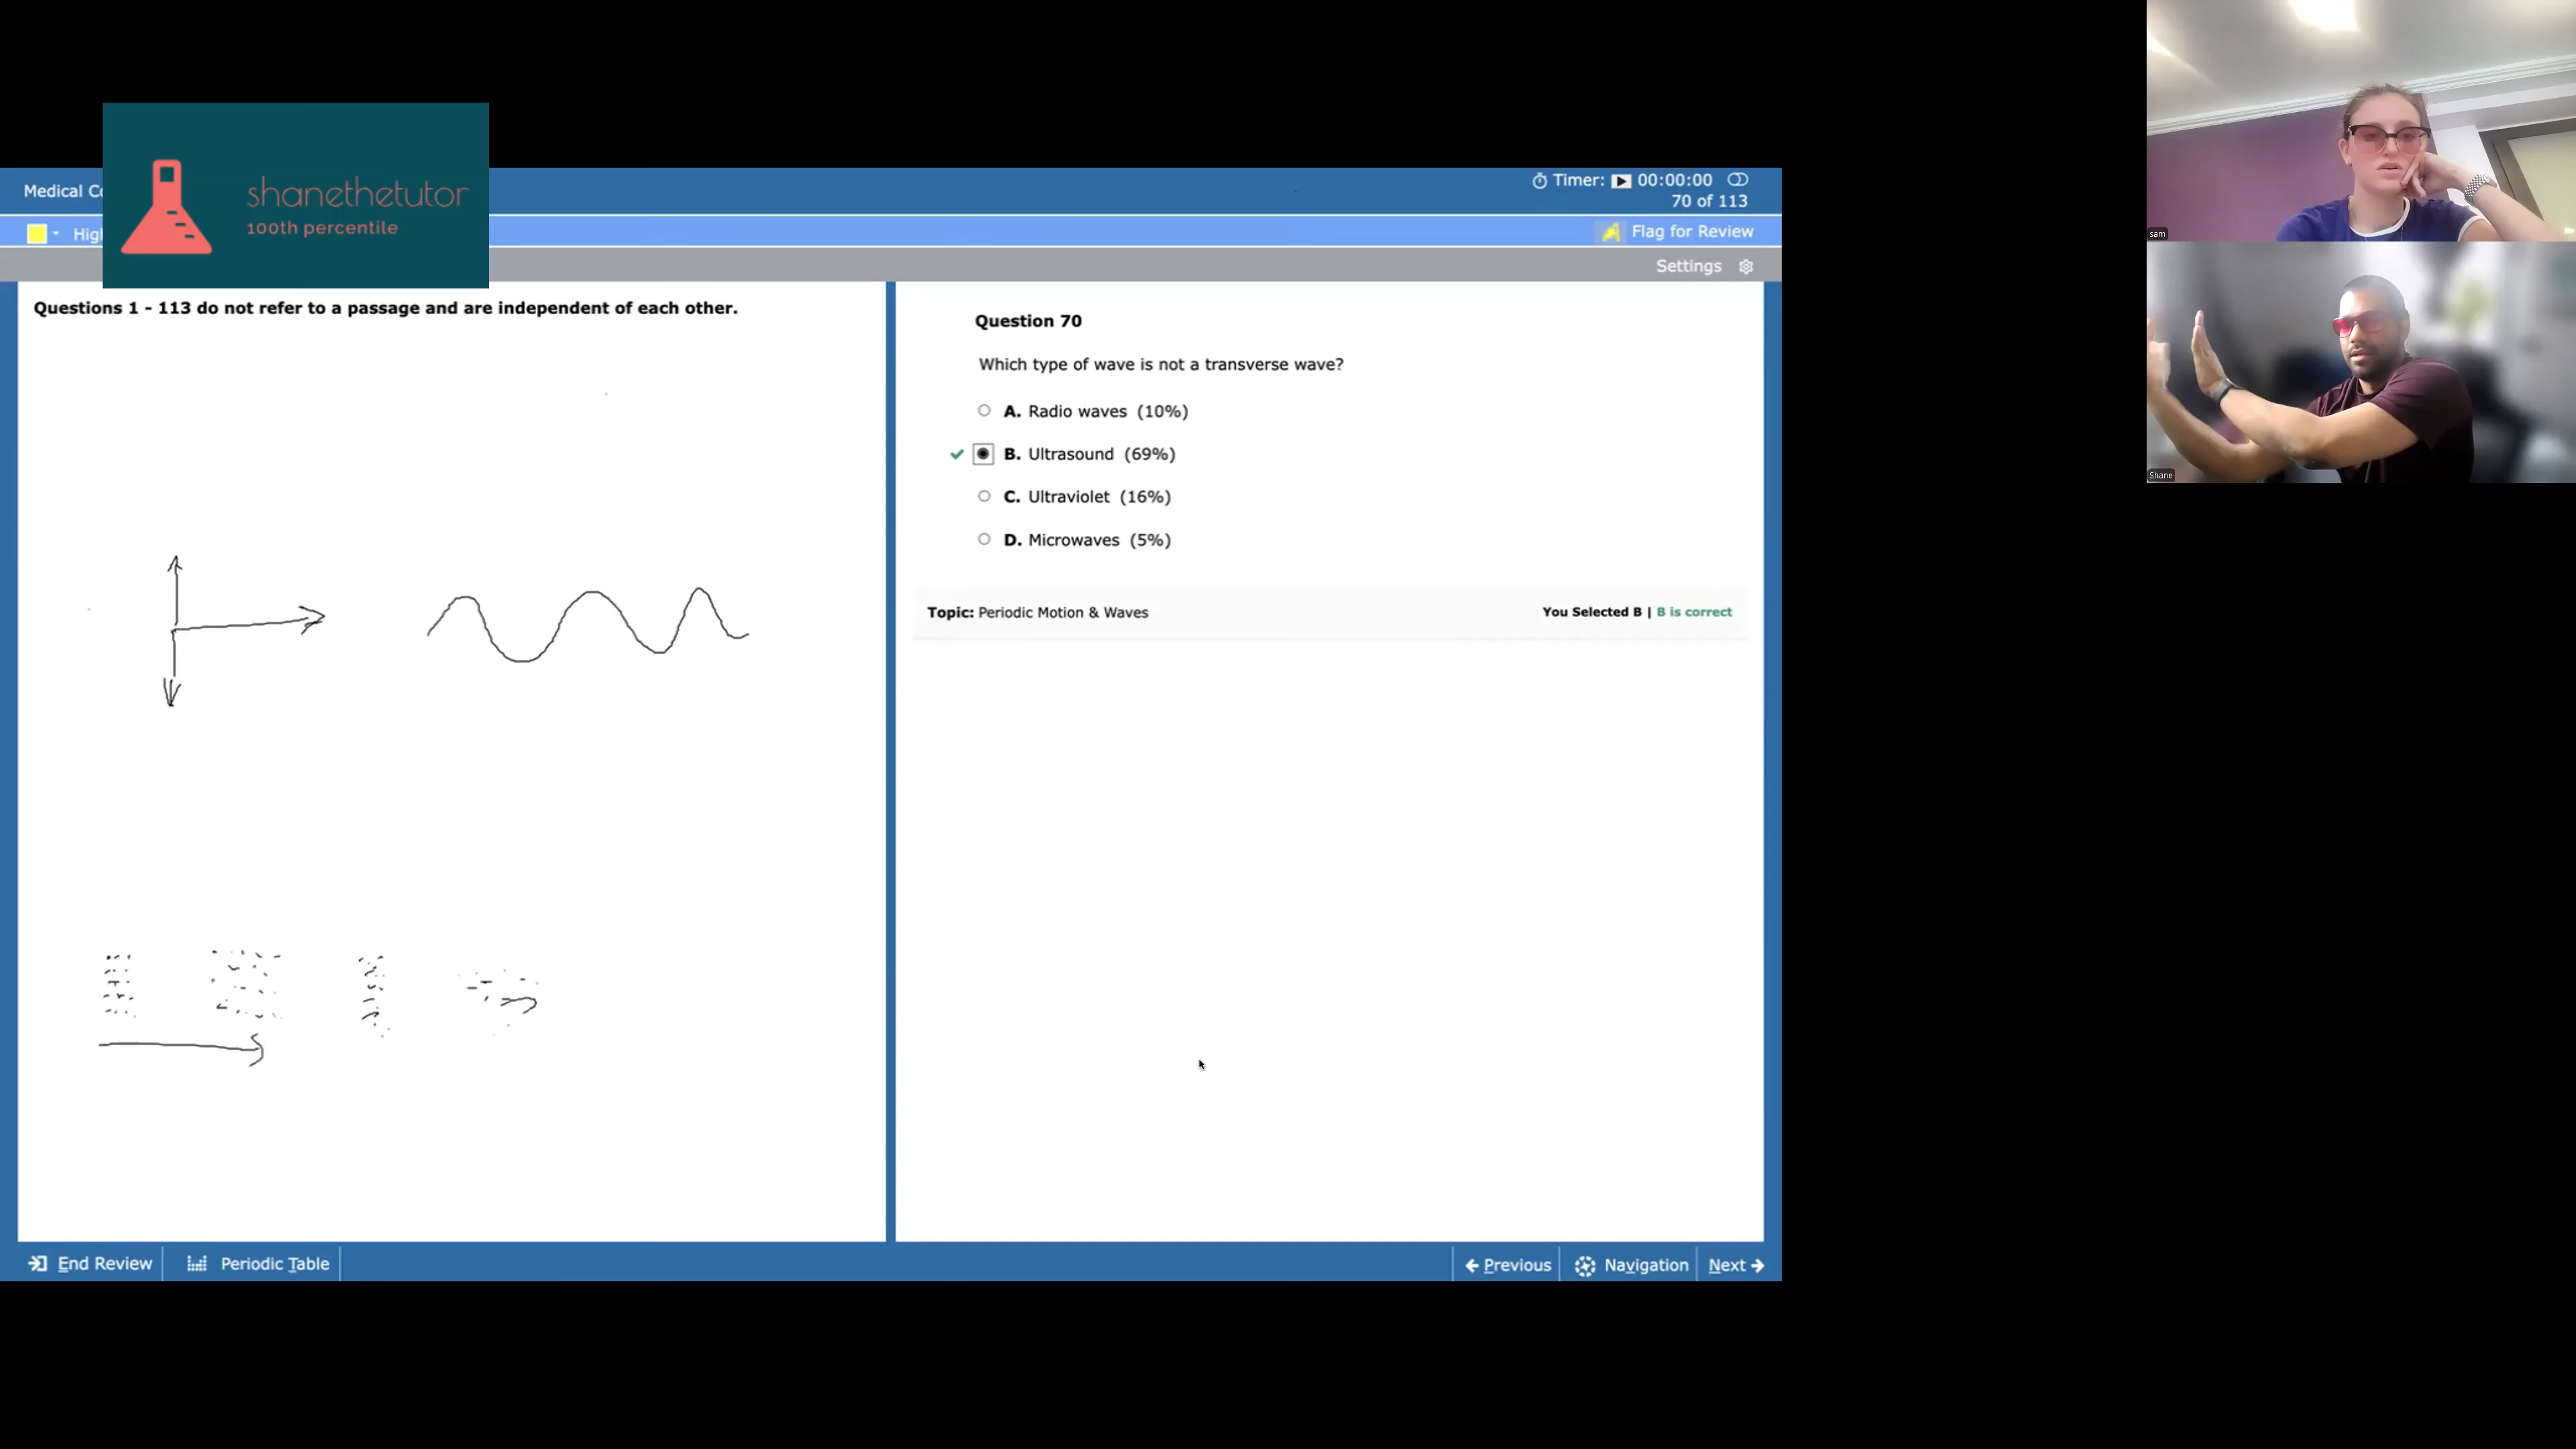 Medical Co
shanethetutor
100th percentile
Timer: 00:00:00
70 of 113
High
Flag for Review
Settings
Questions 1 - 113 do not refer to a passage and are independent of each other.
Question 70
Which type of wave is not a transverse wave?
A. Radio waves (10%)
B. Ultrasound (69%)
C. Ultraviolet (16%)
D. Microwaves (5%)
Topic: Periodic Motion & Waves
You Selected B | B is correct
End Review
Periodic Table
Previous
Navigation
Next
sam
Shane